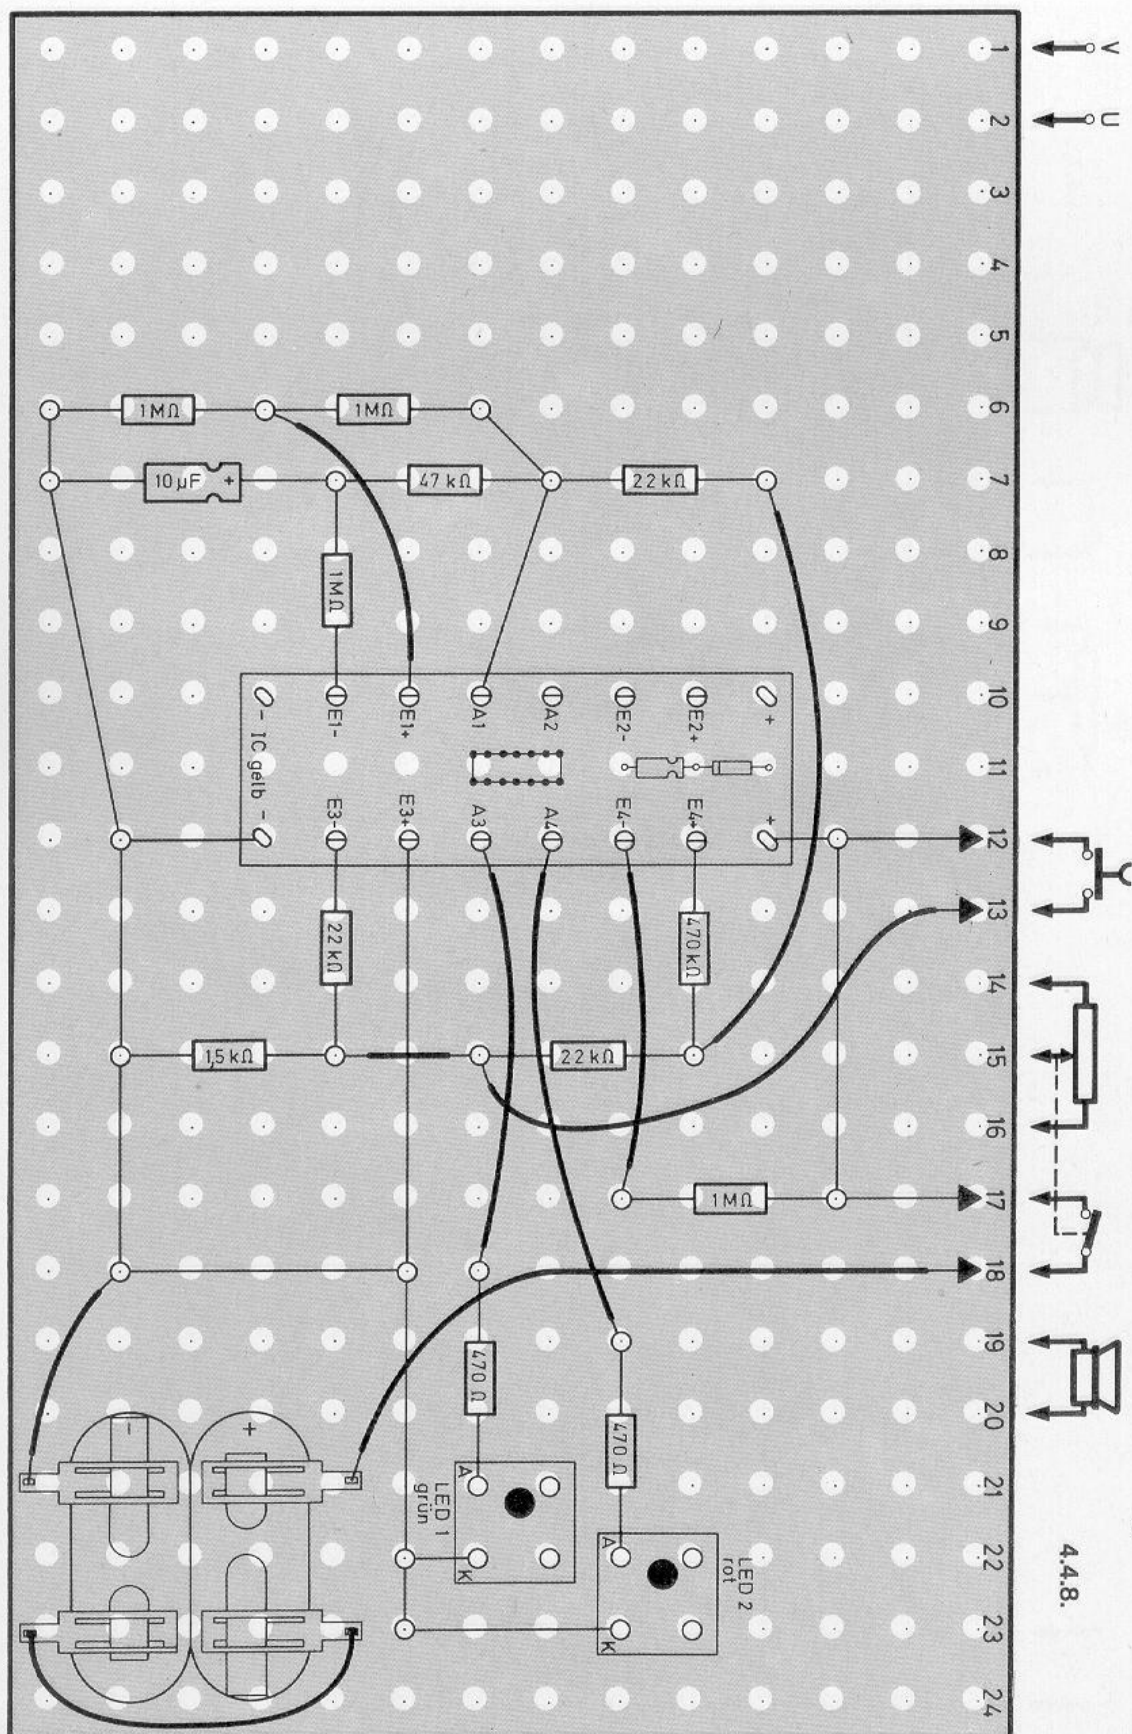 V
U
1
2
3
4
5
6
7
8
9
10
11
12
13
14
15
16
17
18
19
20
21
22
23
24
1MΩ
1MΩ
10µF +
47 kΩ
22 kΩ
1MΩ
- IC gelb -
E1-
E1+
A1
A2
E2-
E2+
+
E3-
E3+
A3
A4
E4-
E4+
+
22 kΩ
470 kΩ
1,5 kΩ
22 kΩ
1MΩ
470 Ω
470 Ω
-
+
A
K
LED 1
grün
A
K
LED 2
rot
4.4.8.